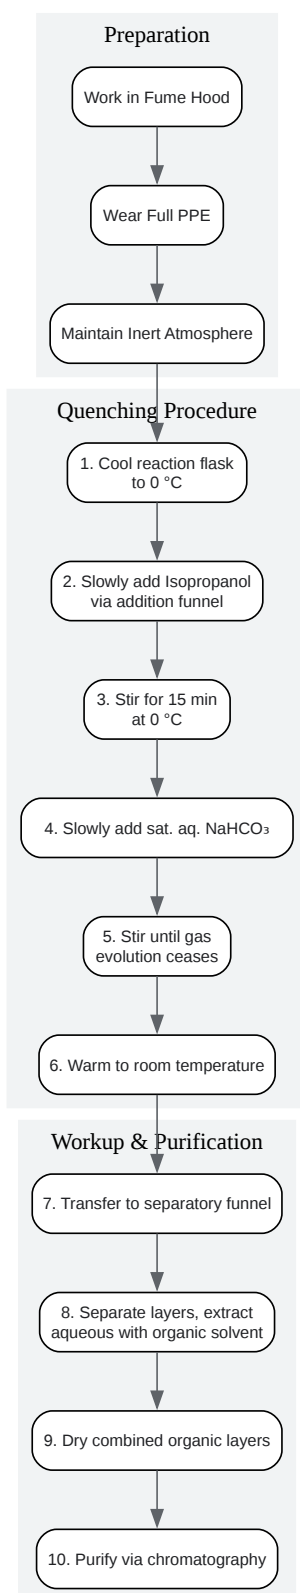 Preparation
Work in Fume Hood
Wear Full PPE
Maintain Inert Atmosphere
Quenching Procedure
1. Cool reaction flask
to 0 °C
2. Slowly add Isopropanol
via addition funnel
3. Stir for 15 min
at 0 °C
4. Slowly add sat. aq. NaHCO₃
5. Stir until gas
evolution ceases
6. Warm to room temperature
Workup & Purification
7. Transfer to separatory funnel
8. Separate layers, extract
aqueous with organic solvent
9. Dry combined organic layers
10. Purify via chromatography